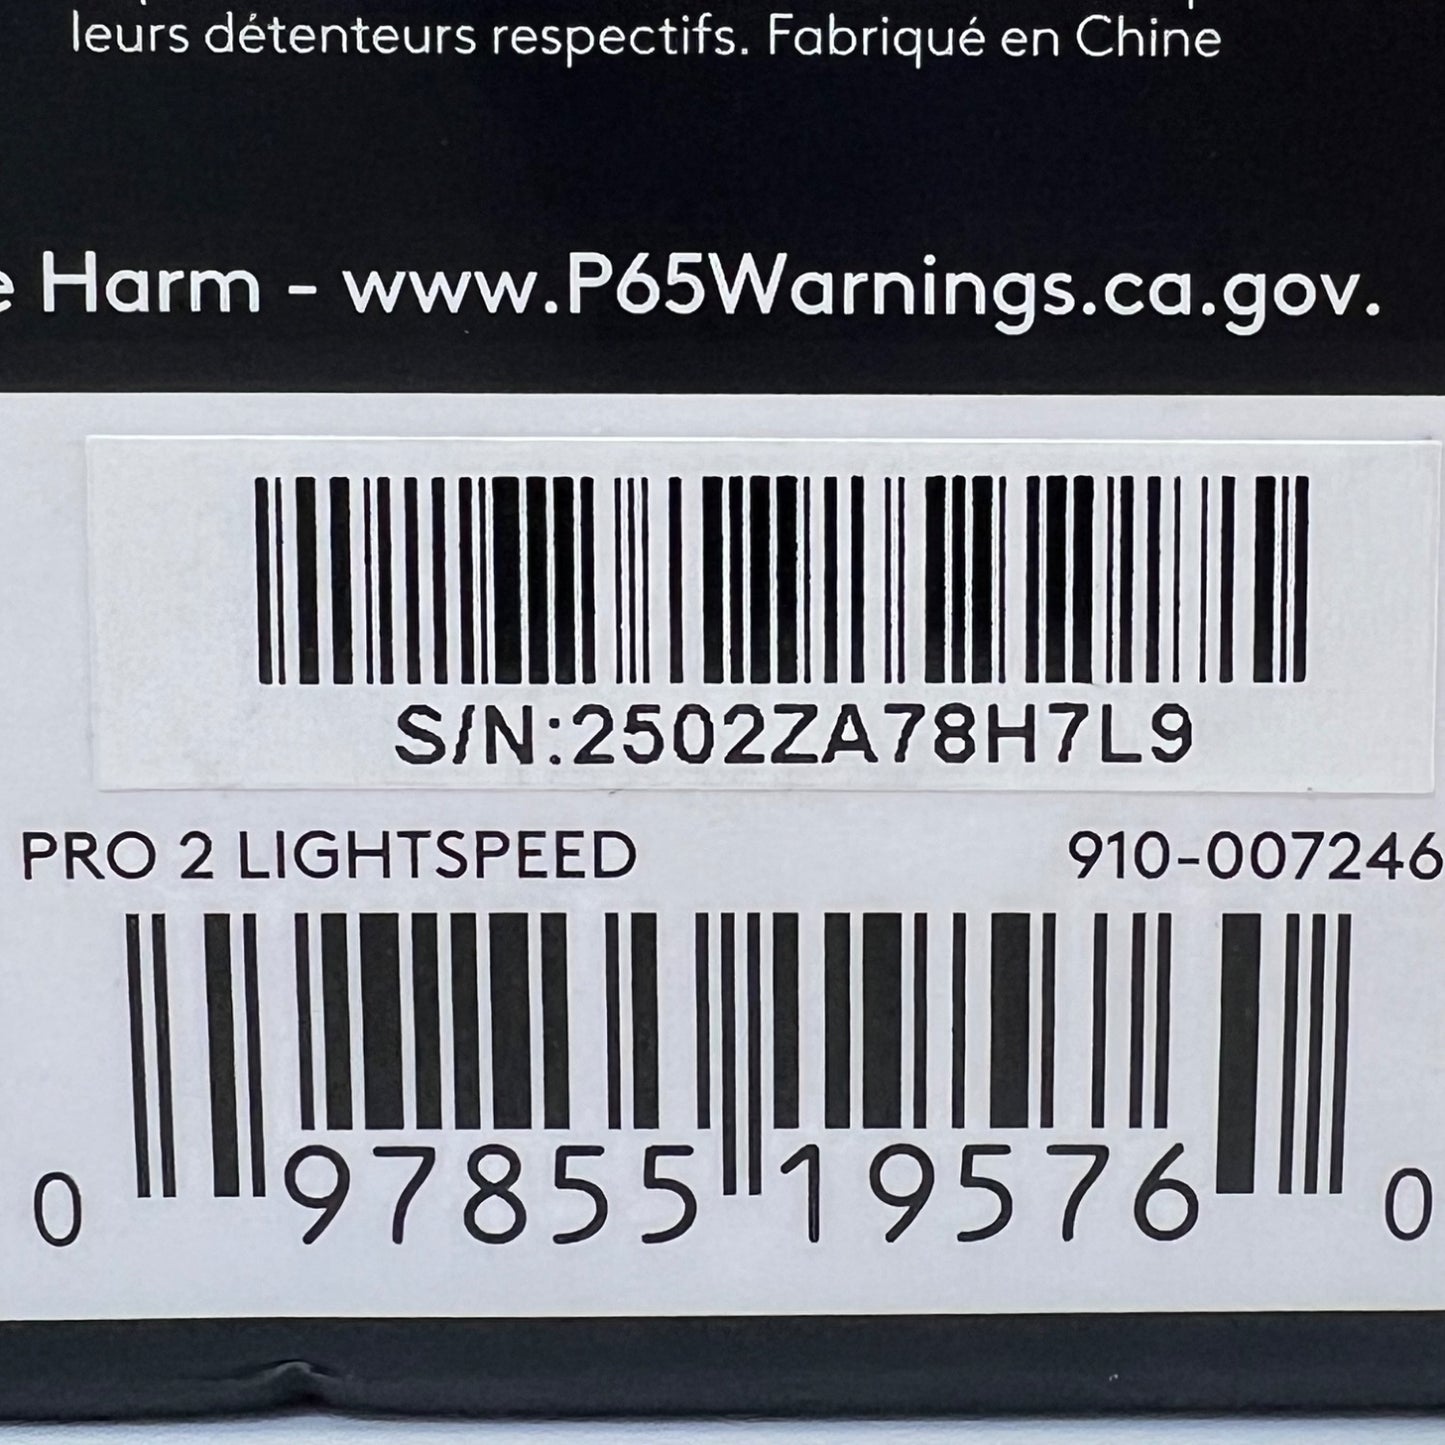 leurs détenteurs respectifs. Fabriqué en Chine
Harm - www.P65Warnings.ca.gov.
S/N:2502ZA78H7L9
PRO 2 LIGHTSPEED 910-007246
0 97855 19576 0